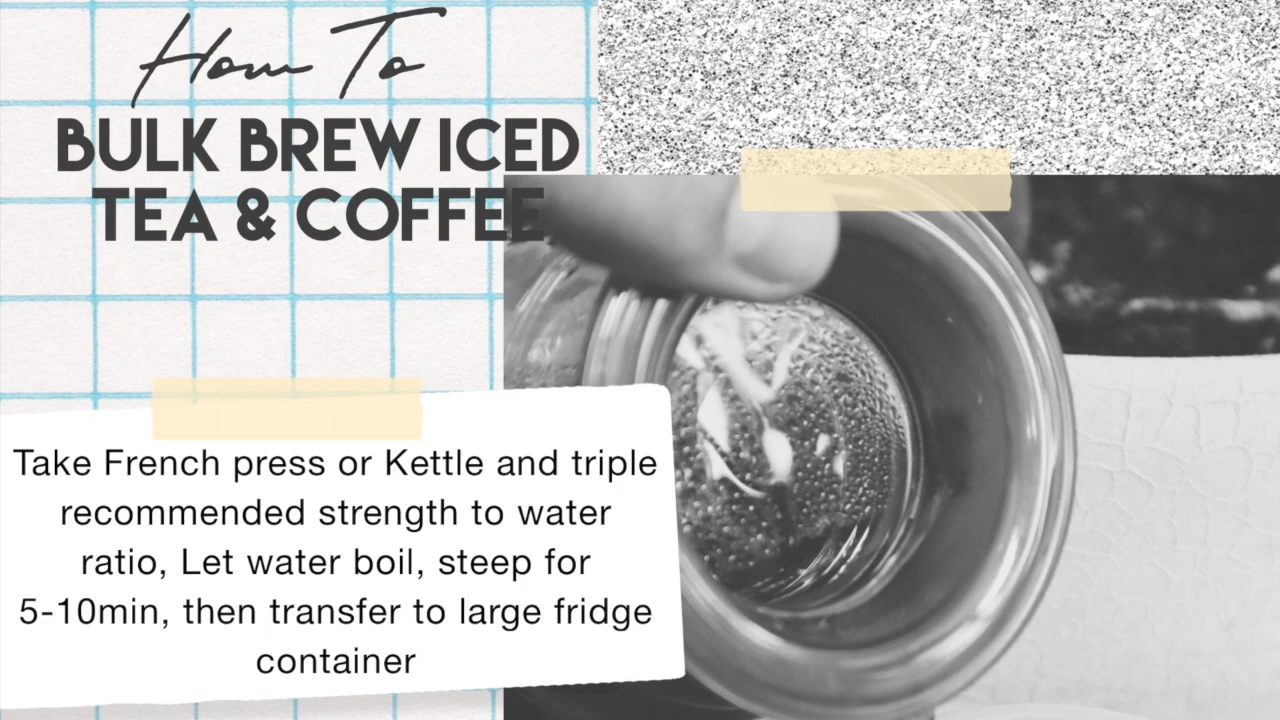 How To
BULK BREW ICED
TEA & COFFEE
Take French press or Kettle and triple
recommended strength to water
ratio, Let water boil, steep for
5-10min, then transfer to large fridge
container